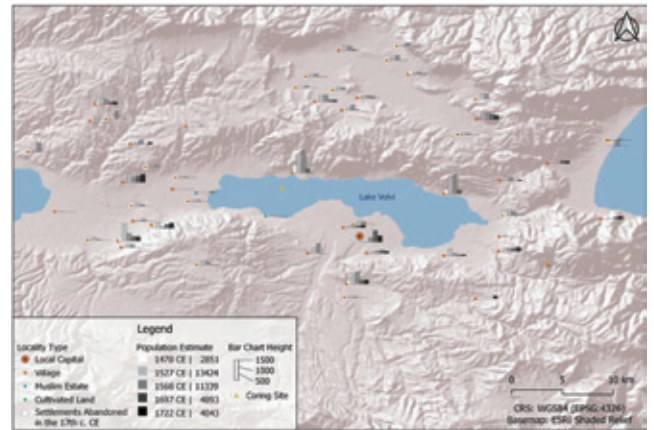 Lake Volvi
Legend
Locality Type
Local Capital
Village
Muslim Estate
Cultivated Land
Settlements Abandoned
in the 17th c. CE
Population Estimate
1478 CE | 2853
1527 CE | 13424
1568 CE | 11339
1697 CE | 4893
1722 CE | 4043
Bar Chart Height
1500
1000
500
Coring Site
0 5 10 km
CRS: WGS84 (EPSG:4326)
Basemap: ESRI Shaded Relief